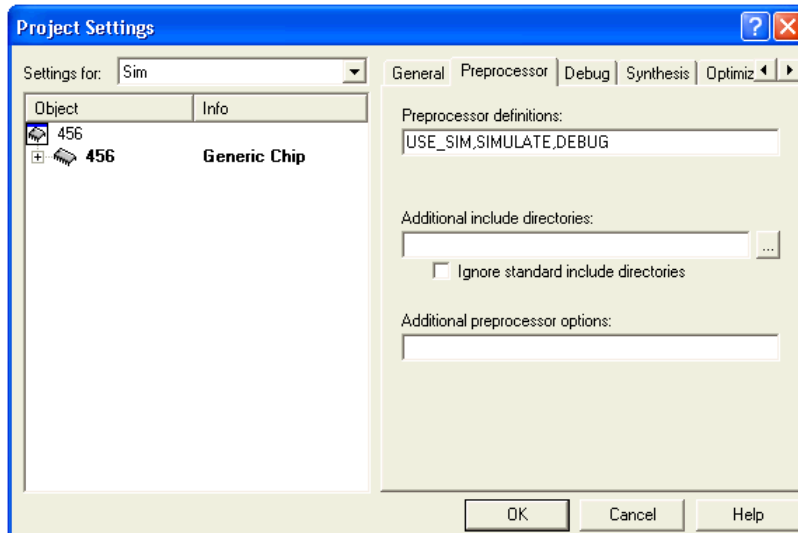 Project Settings
Settings for: Sim
General Preprocessor Debug Synthesis Optimiz
Object Info
456
456 Generic Chip
Preprocessor definitions:
USE_SIM,SIMULATE,DEBUG
Additional include directories:
...
Ignore standard include directories
Additional preprocessor options:
OK Cancel Help